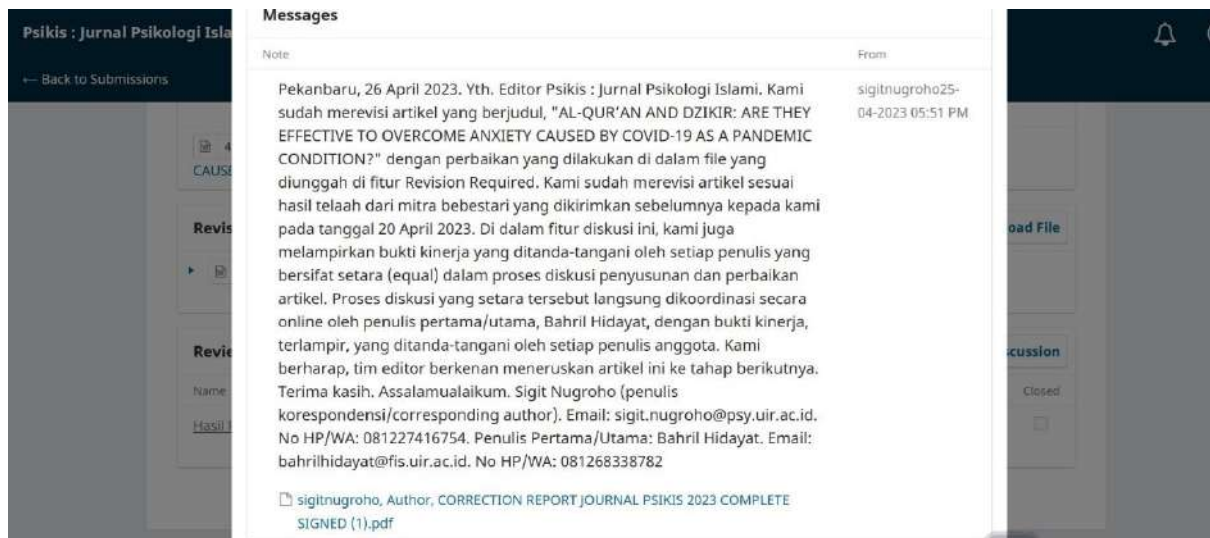 Messages
Psikis : Jurnal Psikologi Isla
← Back to Submissions
Note
From
Pekanbaru, 26 April 2023. Yth. Editor Psikis : Jurnal Psikologi Islami. Kami
sudah merevisi artikel yang berjudul, "AL-QUR'AN AND DZIKIR: ARE THEY
EFFECTIVE TO OVERCOME ANXIETY CAUSED BY COVID-19 AS A PANDEMIC
CONDITION?" dengan perbaikan yang dilakukan di dalam file yang
diunggah di fitur Revision Required. Kami sudah merevisi artikel sesuai
hasil telaah dari mitra bebestari yang dikirimkan sebelumnya kepada kami
pada tanggal 20 April 2023. Di dalam fitur diskusi ini, kami juga
melampirkan bukti kinerja yang ditanda-tangani oleh setiap penulis yang
bersifat setara (equal) dalam proses diskusi penyusunan dan perbaikan
artikel. Proses diskusi yang setara tersebut langsung dikoordinasi secara
online oleh penulis pertama/utama, Bahril Hidayat, dengan bukti kinerja,
terlampir, yang ditanda-tangani oleh setiap penulis anggota. Kami
berharap, tim editor berkenan meneruskan artikel ini ke tahap berikutnya.
Terima kasih. Assalamualaikum. Sigit Nugroho (penulis
korespondensi/corresponding author). Email: sigit.nugroho@psy.uir.ac.id.
No HP/WA: 081227416754. Penulis Pertama/Utama: Bahril Hidayat. Email:
bahrilhidayat@fis.uir.ac.id. No HP/WA: 081268338782
sigitnugroho25-
04-2023 05:51 PM
sigitnugroho, Author, CORRECTION REPORT JOURNAL PSIKIS 2023 COMPLETE
SIGNED (1).pdf
4
CAUSE
Revis
oad File
Revie
scussion
Name
Closed
Hasil